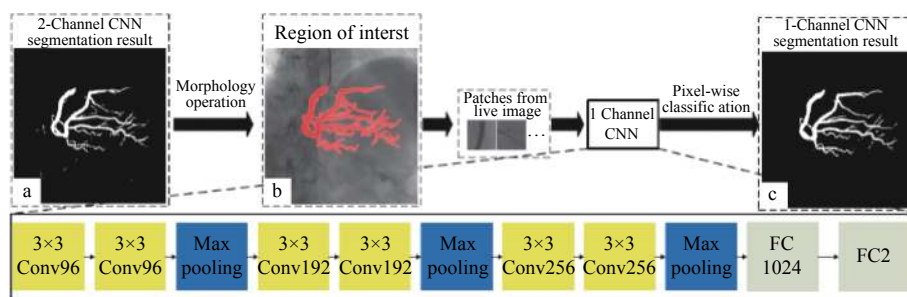 2-Channel CNN
segmentation result
Region of interst
1-Channel CNN
segmentation result
Morphology
operation
Patches from
live image
...
1 Channel
CNN
Pixel-wise
classific ation
a
b
c
3×3
Conv96
3×3
Conv96
Max
pooling
3×3
Conv192
3×3
Conv192
Max
pooling
3×3
Conv256
3×3
Conv256
Max
pooling
FC
1024
FC2